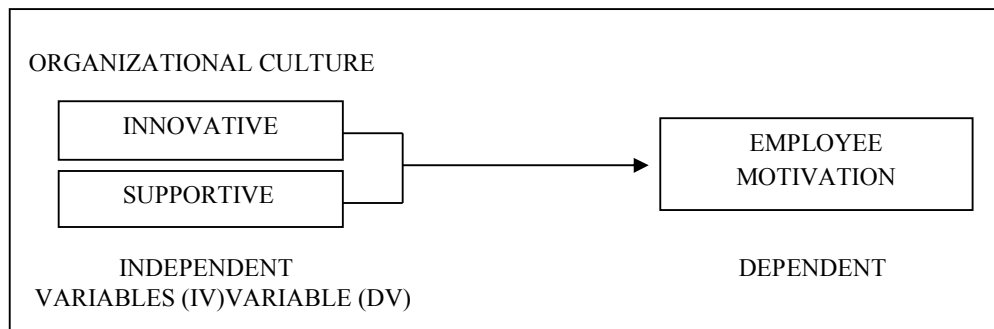 ORGANIZATIONAL CULTURE
INNOVATIVE
SUPPORTIVE
EMPLOYEE
MOTIVATION
INDEPENDENT
DEPENDENT
VARIABLES (IV)VARIABLE (DV)